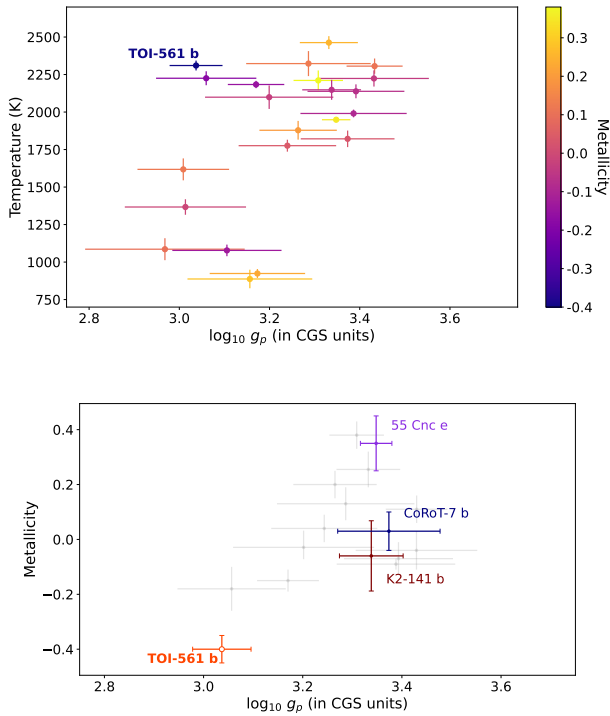 2500
2250
2000
1750
1500
1250
1000
750
Temperature (K)
TOI-561 b
2.8 3.0 3.2 3.4 3.6
log₁₀ gₚ (in CGS units)
0.3
0.2
0.1
0.0
-0.1
-0.2
-0.3
-0.4
Metallicity
0.4
0.2
0.0
−0.2
−0.4
Metallicity
55 Cnc e
CoRoT-7 b
K2-141 b
TOI-561 b
2.8 3.0 3.2 3.4 3.6
log₁₀ gₚ (in CGS units)